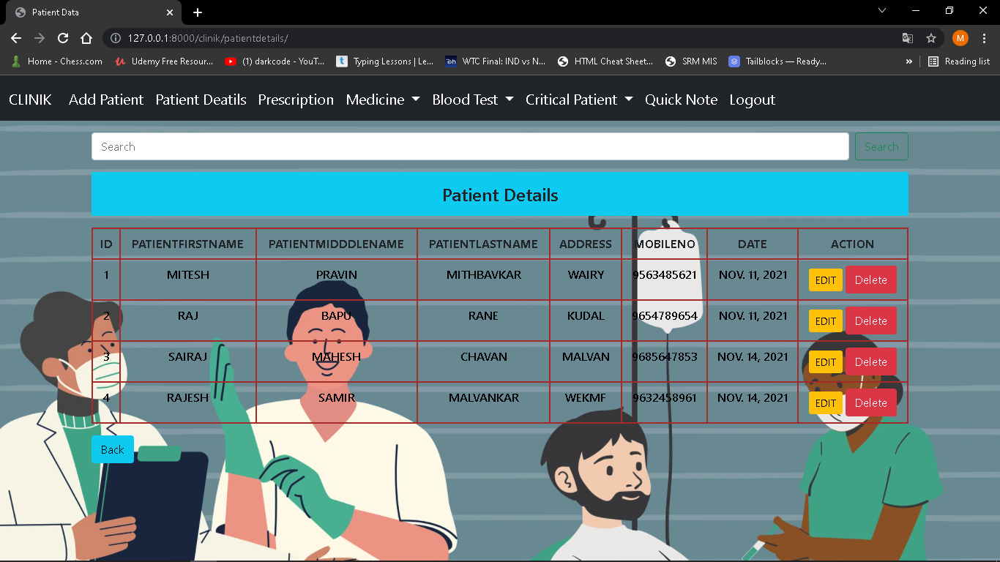 Patient Data
127.0.0.1:8000/clinik/patientdetails/
M
Home - Chess.com Udemy Free Resour... (1) darkcode - YouT... Typing Lessons | Le... WTC Final: IND vs N... HTML Cheat Sheet... SRM MIS Tailblocks — Ready... » Reading list
CLINIK Add Patient Patient Deatils Prescription Medicine Blood Test Critical Patient Quick Note Logout
Search Search
Patient Details
ID PATIENTFIRSTNAME PATIENTMIDDDLENAME PATIENTLASTNAME ADDRESS MOBILENO DATE ACTION
1 MITESH PRAVIN MITHBAVKAR WAIRY 9563485621 NOV. 11, 2021 EDIT Delete
2 RAJ BAPU RANE KUDAL 9654789654 NOV. 11, 2021 EDIT Delete
3 SAIRAJ MAHESH CHAVAN MALVAN 9685647853 NOV. 14, 2021 EDIT Delete
4 RAJESH SAMIR MALVANKAR WEKMF 9632458961 NOV. 14, 2021 EDIT Delete
Back